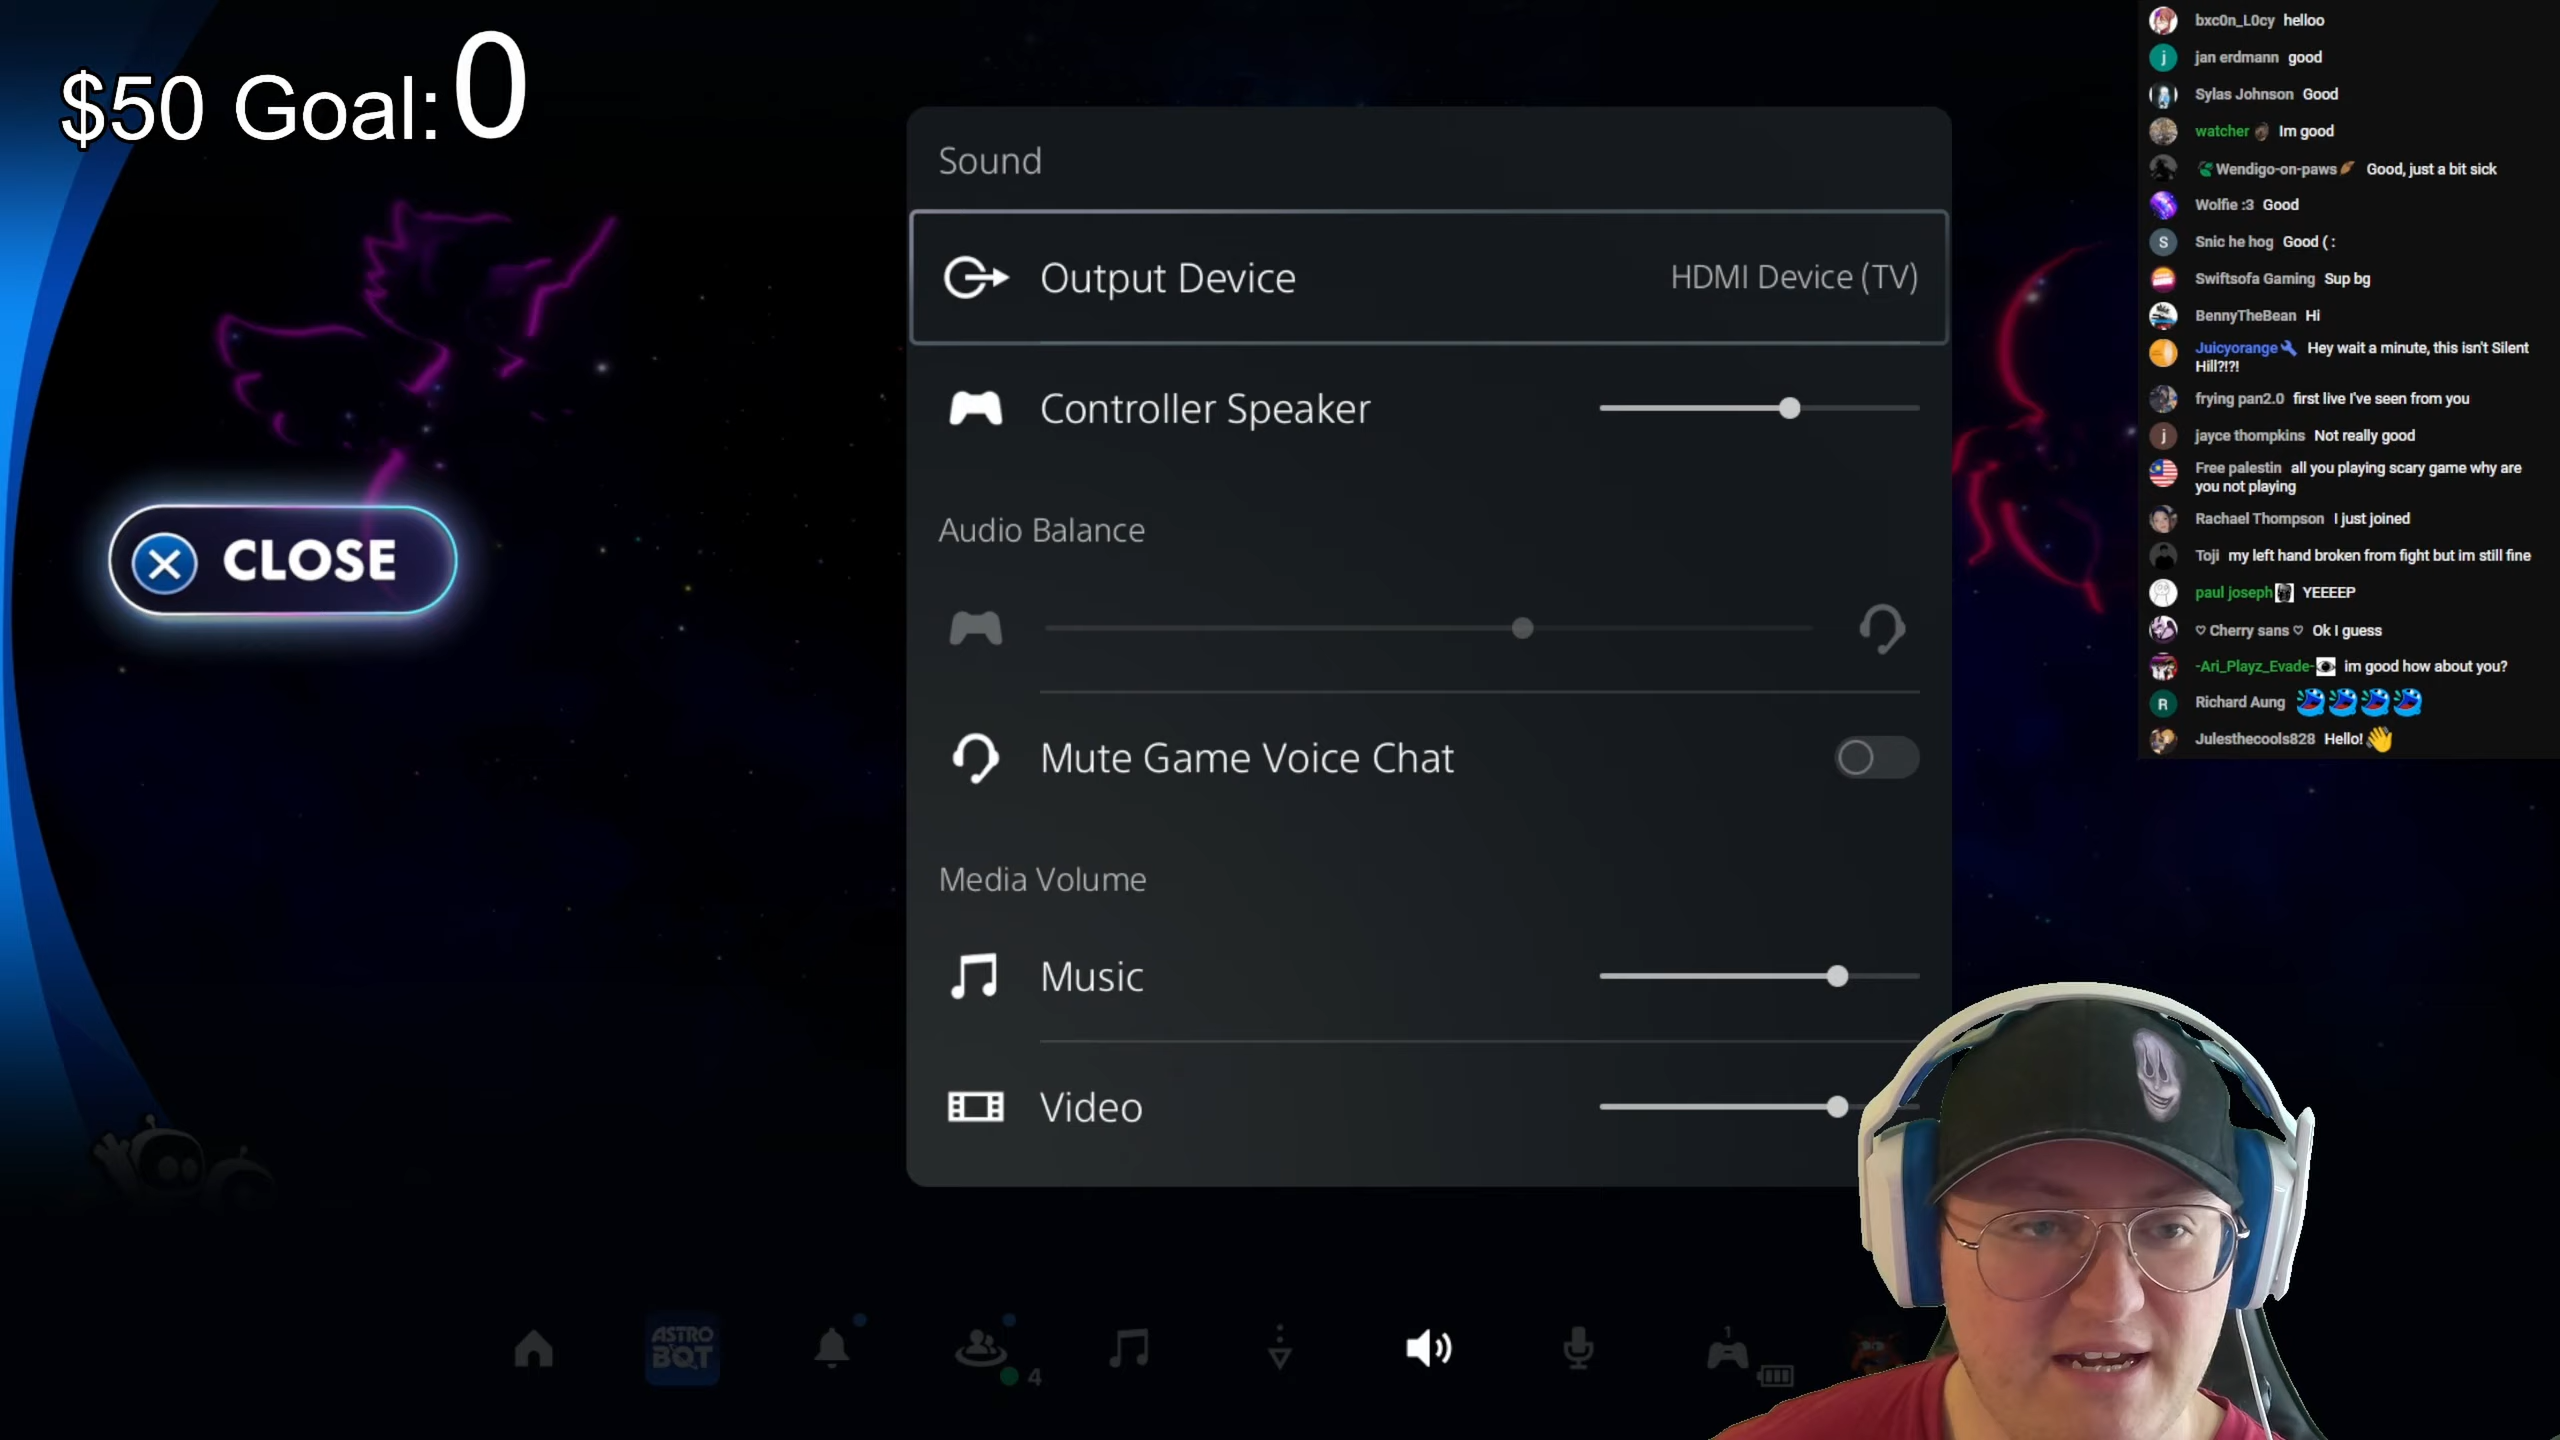 $50 Goal: 0
Sound
Output Device HDMI Device (TV)
Controller Speaker
Audio Balance
Mute Game Voice Chat
Media Volume
Music
Video
CLOSE
ASTRO
BOT
4
1
bxc0n_L0cy helloo
j jan erdmann good
Sylas Johnson Good
watcher Im good
Wendigo-on-paws Good, just a bit sick
Wolfie :3 Good
S Snic he hog Good ( :
Swiftsofa Gaming Sup bg
BennyTheBean Hi
Juicyorange Hey wait a minute, this isn't Silent
Hill?!?!
frying pan2.0 first live I've seen from you
j jayce thompkins Not really good
Free palestin all you playing scary game why are
you not playing
Rachael Thompson I just joined
Toji my left hand broken from fight but im still fine
paul joseph YEEEEP
♡ Cherry sans ♡ Ok I guess
-Ari_Playz_Evade- im good how about you?
R Richard Aung
Julesthecools828 Hello! 👋